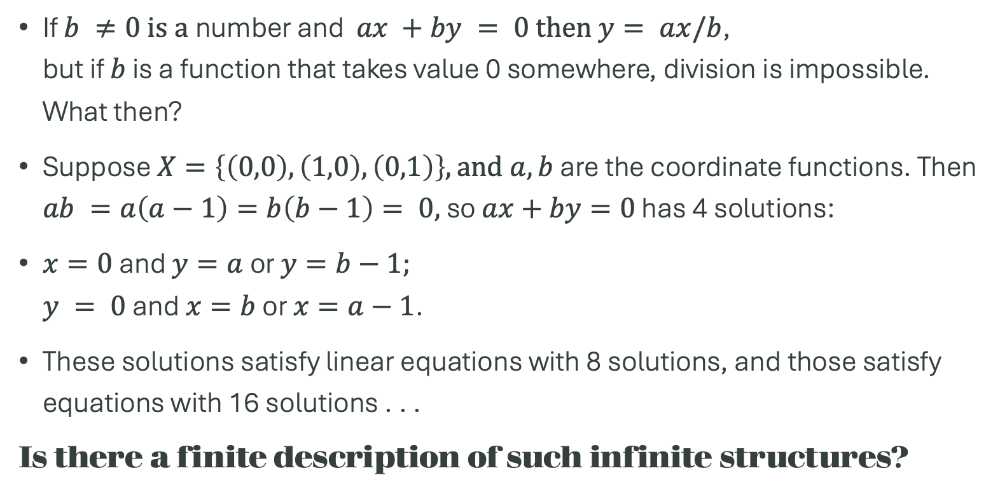 • If b ≠ 0 is a number and ax + by = 0 then y = ax/b,
but if b is a function that takes value 0 somewhere, division is impossible.
What then?
• Suppose X = {(0,0), (1,0), (0,1)}, and a, b are the coordinate functions. Then
ab = a(a − 1) = b(b − 1) = 0, so ax + by = 0 has 4 solutions:
• x = 0 and y = a or y = b − 1;
y = 0 and x = b or x = a − 1.
• These solutions satisfy linear equations with 8 solutions, and those satisfy
equations with 16 solutions . . .
Is there a finite description of such infinite structures?